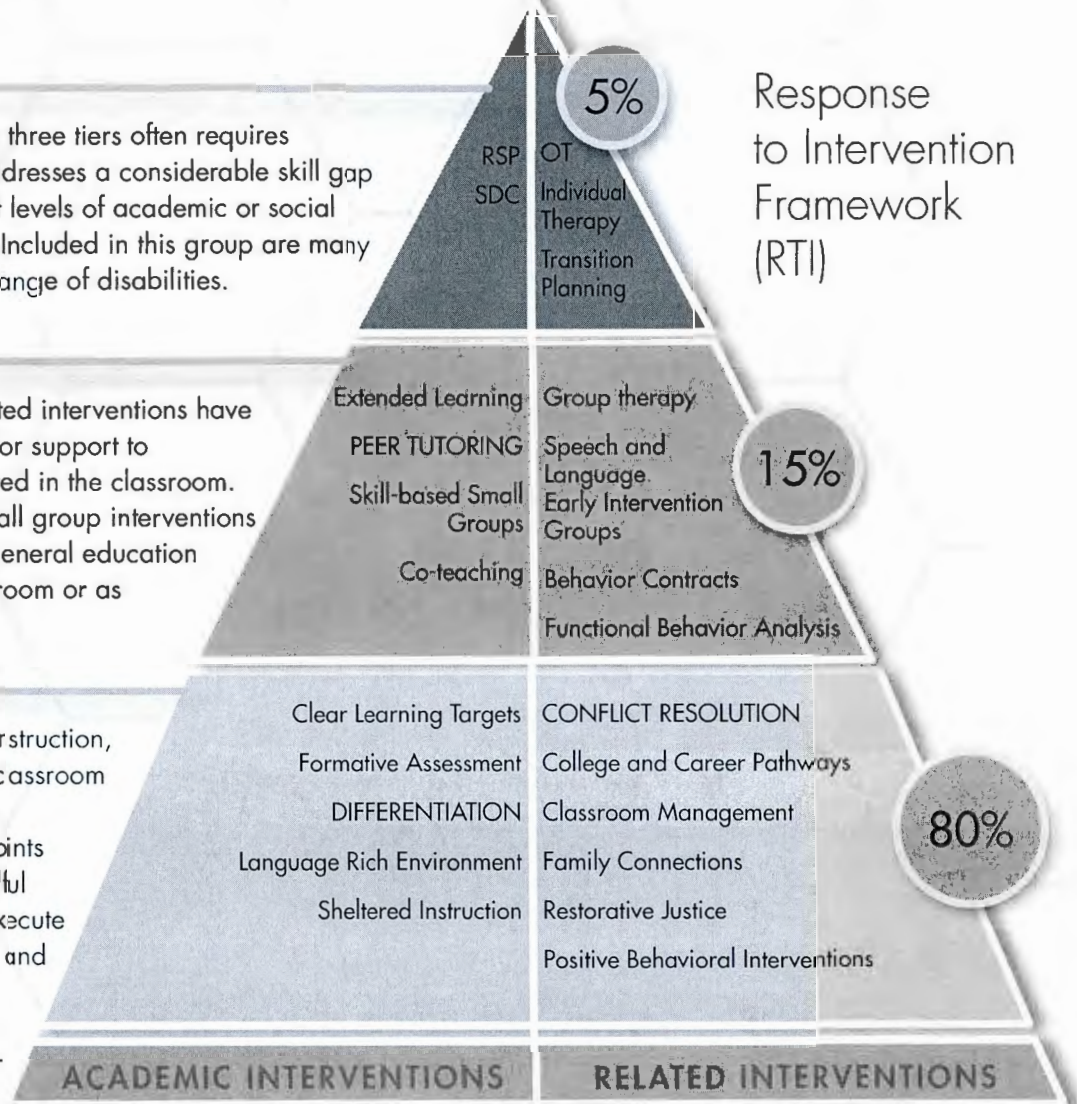 Response
to Intervention
Framework
(RTI)
5%
three tiers often requires
dresses a considerable skill gap
levels of academic or social
Included in this group are many
ange of disabilities.
RSP
SDC
OT
Individual
Therapy
Transition
Planning
15%
ted interventions have
or support to
ed in the classroom.
all group interventions
eneral education
room or as
Extended Learning
PEER TUTORING
Skill-based Small
Groups
Co-teaching
Group therapy
Speech and
Language
Early Intervention
Groups
Behavior Contracts
Functional Behavior Analysis
80%
struction,
assroom
oints
ful
xecute
and
Clear Learning Targets
Formative Assessment
DIFFERENTIATION
Language Rich Environment
Sheltered Instruction
CONFLICT RESOLUTION
College and Career Pathways
Classroom Management
Family Connections
Restorative Justice
Positive Behavioral Interventions
ACADEMIC INTERVENTIONS
RELATED INTERVENTIONS